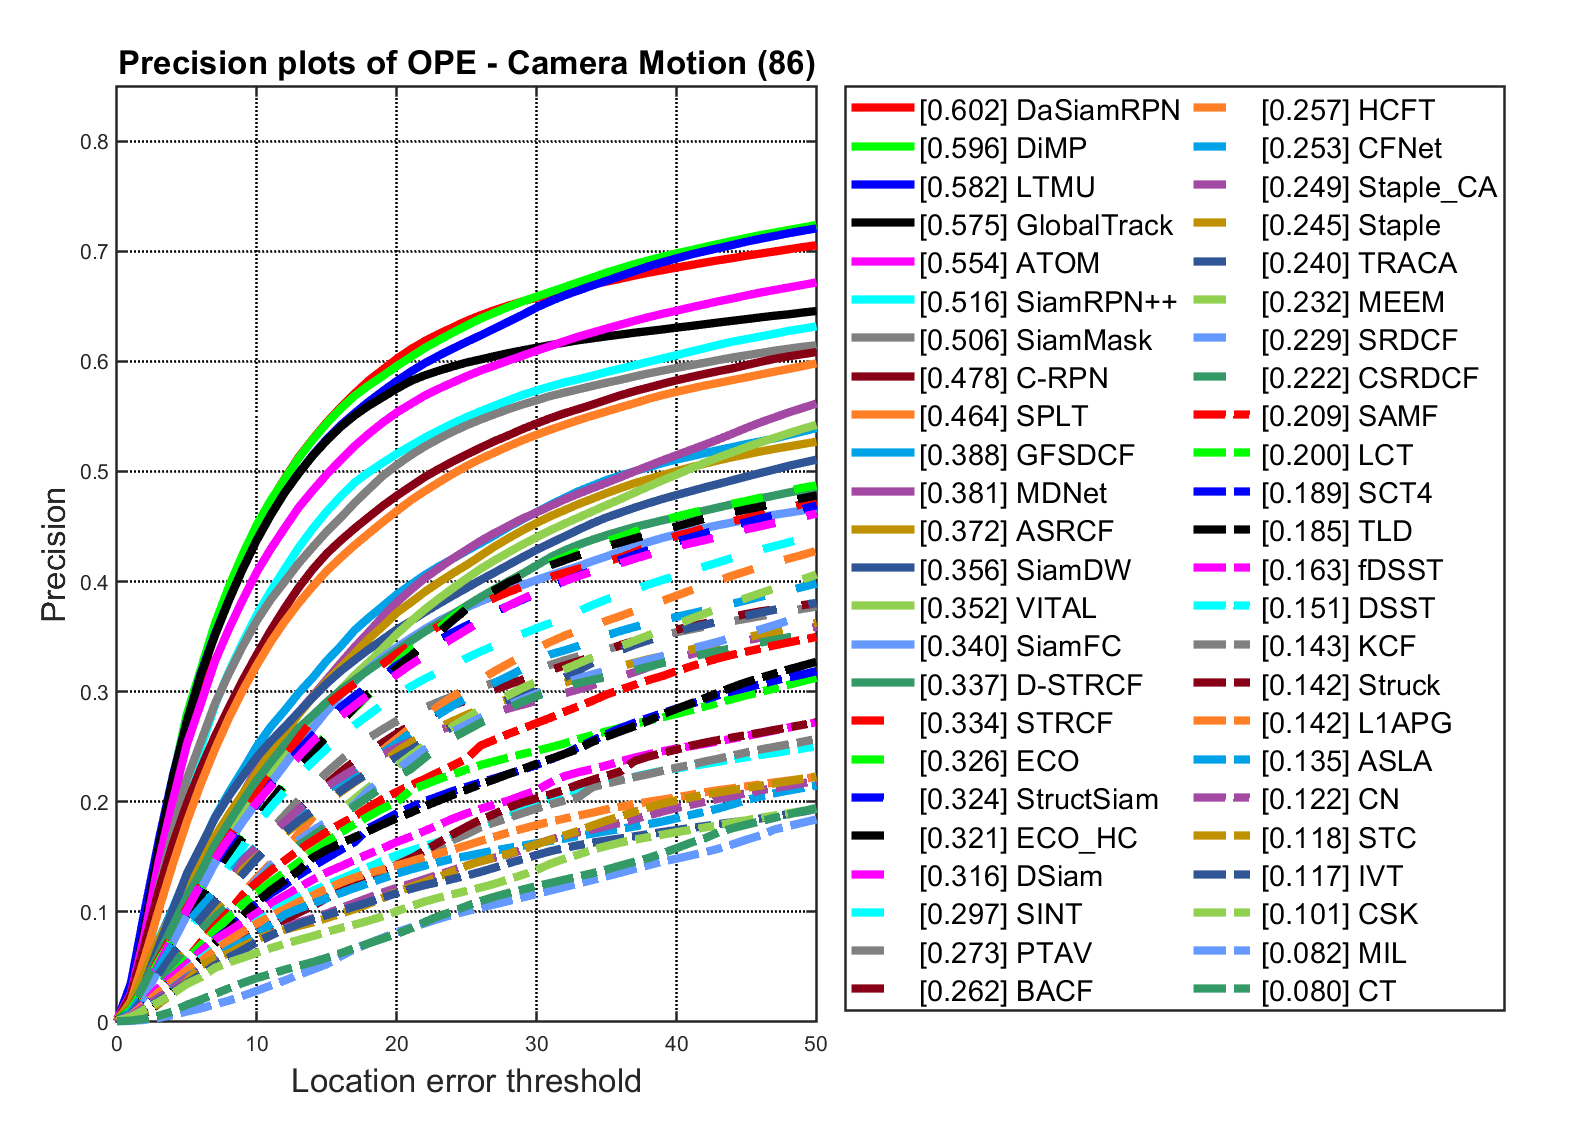 Precision plots of OPE - Camera Motion (86)
0.8
0.7
0.6
0.5
0.4
0.3
0.2
0.1
0
0 10 20 30 40 50
Precision
Location error threshold
[0.602] DaSiamRPN
[0.596] DiMP
[0.582] LTMU
[0.575] GlobalTrack
[0.554] ATOM
[0.516] SiamRPN++
[0.506] SiamMask
[0.478] C-RPN
[0.464] SPLT
[0.388] GFSDCF
[0.381] MDNet
[0.372] ASRCF
[0.356] SiamDW
[0.352] VITAL
[0.340] SiamFC
[0.337] D-STRCF
[0.334] STRCF
[0.326] ECO
[0.324] StructSiam
[0.321] ECO_HC
[0.316] DSiam
[0.297] SINT
[0.273] PTAV
[0.262] BACF
[0.257] HCFT
[0.253] CFNet
[0.249] Staple_CA
[0.245] Staple
[0.240] TRACA
[0.232] MEEM
[0.229] SRDCF
[0.222] CSRDCF
[0.209] SAMF
[0.200] LCT
[0.189] SCT4
[0.185] TLD
[0.163] fDSST
[0.151] DSST
[0.143] KCF
[0.142] Struck
[0.142] L1APG
[0.135] ASLA
[0.122] CN
[0.118] STC
[0.117] IVT
[0.101] CSK
[0.082] MIL
[0.080] CT